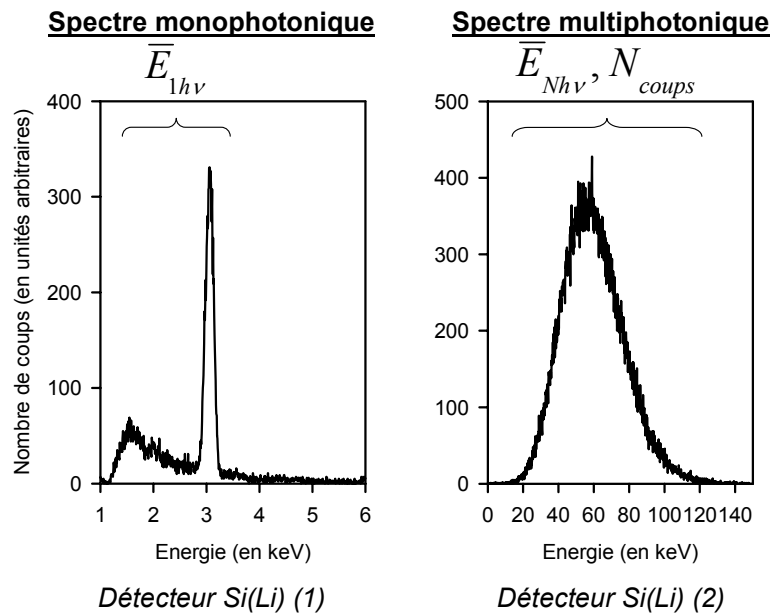 Spectre monophotonique
Spectre multiphotonique
E̅1hν
E̅Nhν, Ncoups
Nombre de coups (en unités arbitraires)
400
300
200
100
0
1 2 3 4 5 6
Energie (en keV)
Détecteur Si(Li) (1)
500
400
300
200
100
0
0 20 40 60 80 100 120 140
Energie (en keV)
Détecteur Si(Li) (2)